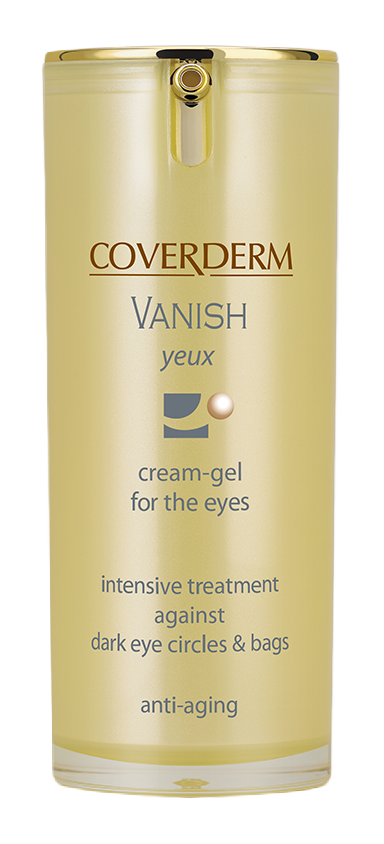 COVERDERM
VANISH
yeux
cream-gel
for the eyes
intensive treatment
against
dark eye circles & bags
anti-aging